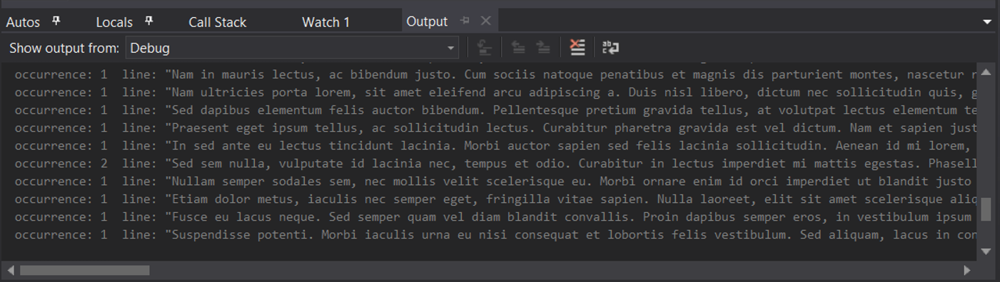 Autos Locals Call Stack Watch 1 Output
Show output from: Debug
occurrence: 1 line: "Nam in mauris lectus, ac bibendum justo. Cum sociis natoque penatibus et magnis dis parturient montes, nascetur
occurrence: 1 line: "Nam ultricies porta lorem, sit amet eleifend arcu adipiscing a. Duis nisl libero, dictum nec sollicitudin quis,
occurrence: 1 line: "Sed dapibus elementum felis auctor bibendum. Pellentesque pretium gravida tellus, at volutpat lectus elementum te
occurrence: 1 line: "Praesent eget ipsum tellus, ac sollicitudin lectus. Curabitur pharetra gravida est vel dictum. Nam et sapien just
occurrence: 1 line: "In sed ante eu lectus tincidunt lacinia. Morbi auctor sapien sed felis lacinia sollicitudin. Aenean id mi lorem,
occurrence: 2 line: "Sed sem nulla, vulputate id lacinia nec, tempus et odio. Curabitur in lectus imperdiet mi mattis egestas. Phasell
occurrence: 1 line: "Nullam semper sodales sem, nec mollis velit scelerisque eu. Morbi ornare enim id orci imperdiet ut blandit justo
occurrence: 1 line: "Etiam dolor metus, iaculis nec semper eget, fringilla vitae sapien. Nulla laoreet, elit sit amet scelerisque aliq
occurrence: 1 line: "Fusce eu lacus neque. Sed semper quam vel diam blandit convallis. Proin dapibus semper eros, in vestibulum ipsum
occurrence: 1 line: "Suspendisse potenti. Morbi iaculis urna eu nisi consequat et lobortis felis vestibulum. Sed aliquam, lacus in con